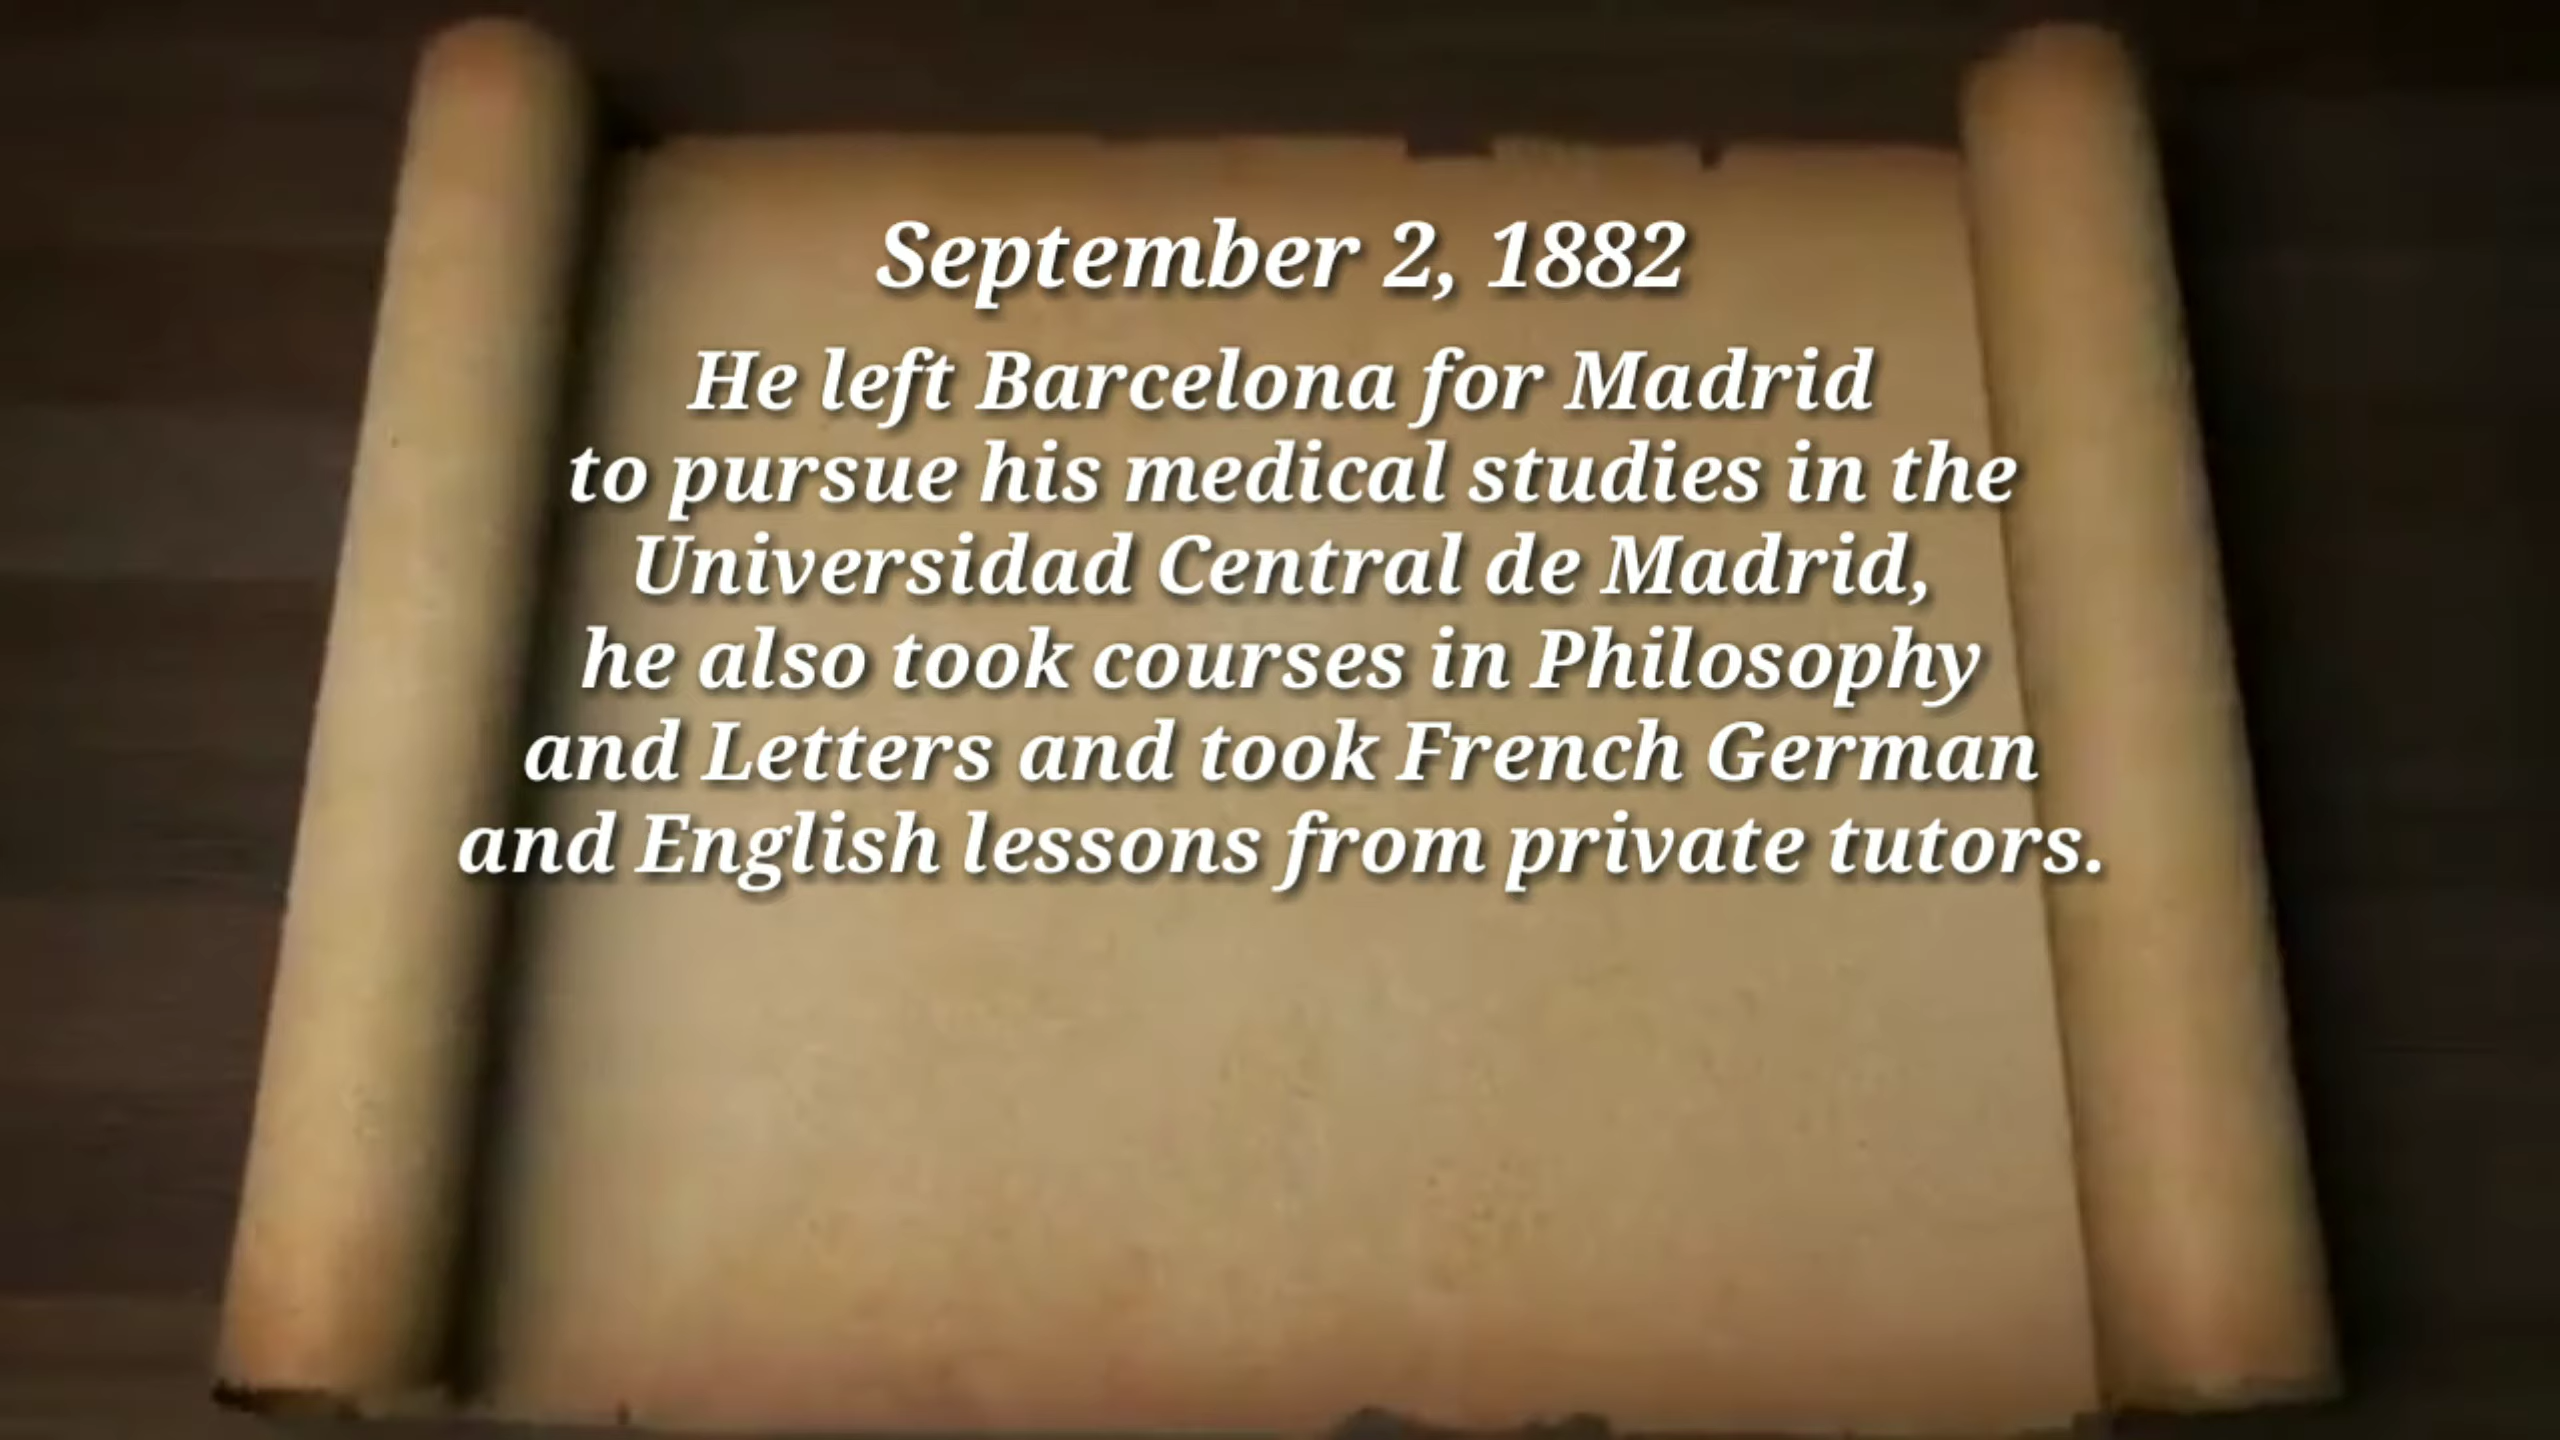 September 2, 1882
He left Barcelona for Madrid
to pursue his medical studies in the
Universidad Central de Madrid,
he also took courses in Philosophy
and Letters and took French German
and English lessons from private tutors.